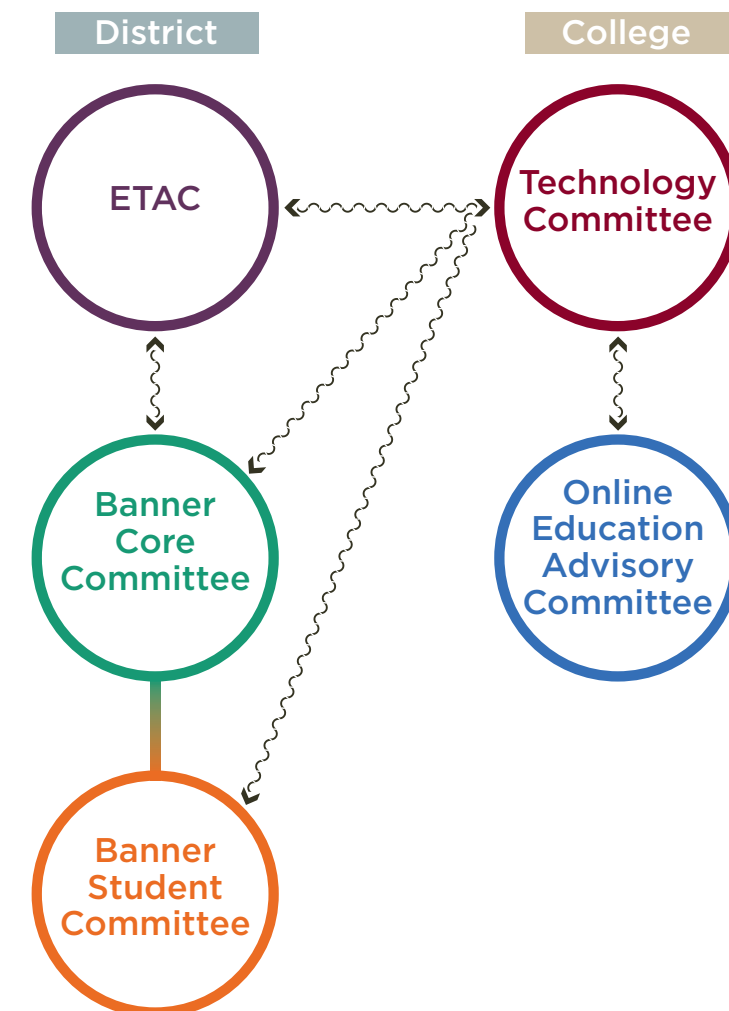 District
College
ETAC
Technology
Committee
Banner
Core
Committee
Online
Education
Advisory
Committee
Banner
Student
Committee